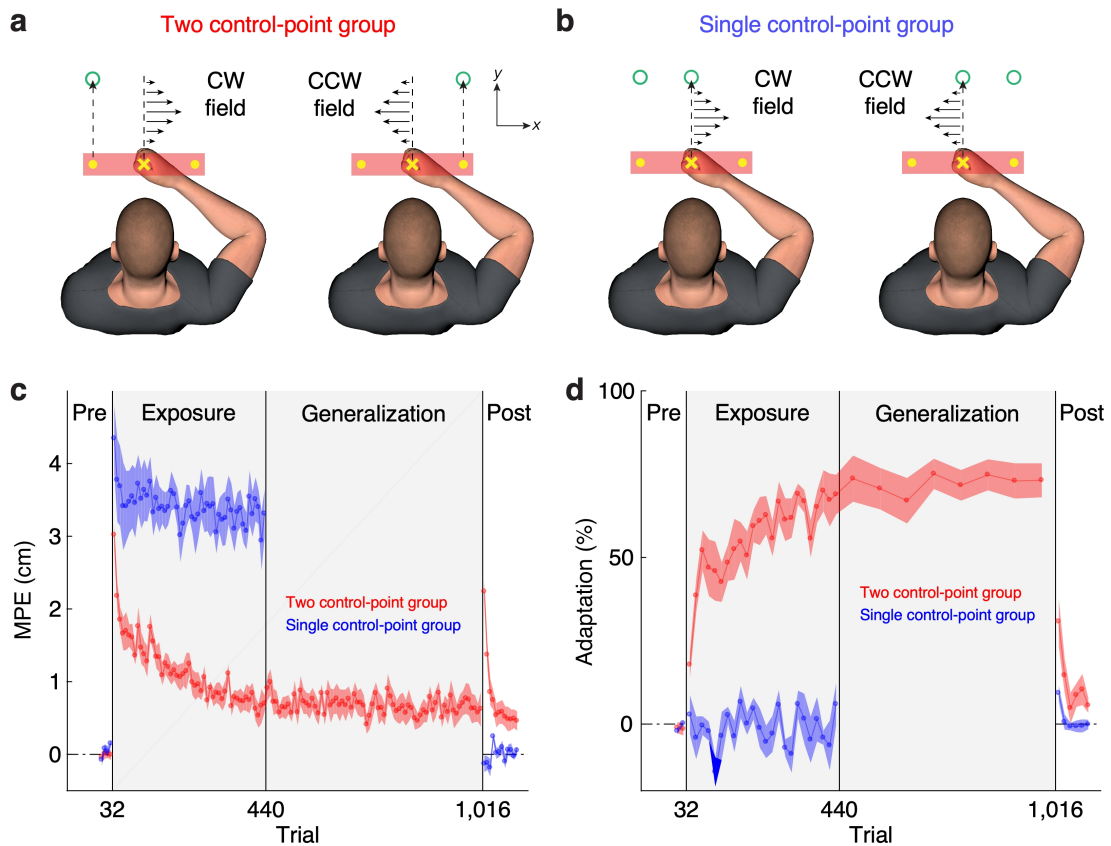 a
Two control-point group
CW
field
CCW
field
y
x
b
Single control-point group
CW
field
CCW
field
c
Pre
Exposure
Generalization
Post
4
3
2
1
0
MPE (cm)
Two control-point group
Single control-point group
32
440
1,016
Trial
d
100
50
0
Adaptation (%)
Pre
Exposure
Generalization
Post
Two control-point group
Single control-point group
32
440
1,016
Trial